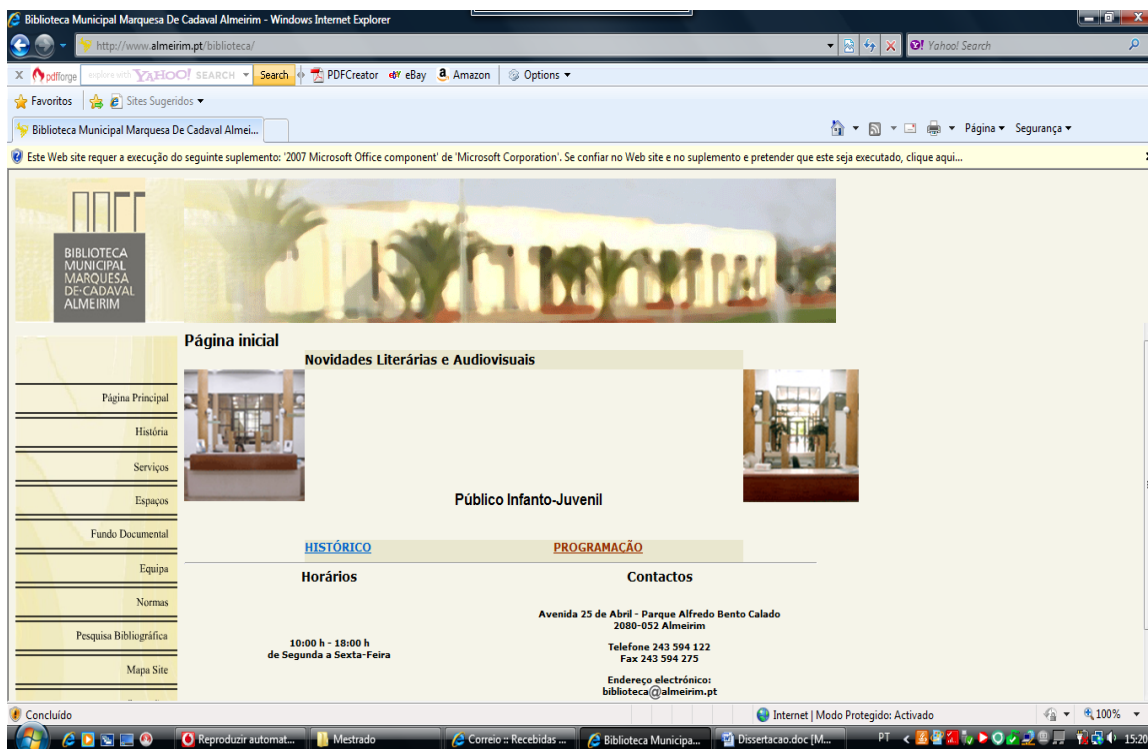 Biblioteca Municipal Marquesa De Cadaval Almeirim - Windows Internet Explorer
http://www.almeirim.pt/biblioteca/
Yahoo! Search
X pdfforge explore with YAHOO! SEARCH Search PDFCreator eBay Amazon Options
Favoritos Sites Sugeridos
Biblioteca Municipal Marquesa De Cadaval Almei... Página Segurança
Este Web site requer a execução do seguinte suplemento: '2007 Microsoft Office component' de 'Microsoft Corporation'. Se confiar no Web site e no suplemento e pretender que este seja executado, clique aqui...
BIBLIOTECA
MUNICIPAL
MARQUESA
DE CADAVAL
ALMEIRIM
Página inicial
Novidades Literárias e Audiovisuais
Página Principal
História
Serviços
Espaços
Fundo Documental
Equipa
Normas
Pesquisa Bibliográfica
Mapa Site
Público Infanto-Juvenil
HISTÓRICO PROGRAMAÇÃO
Horários
10:00 h - 18:00 h
de Segunda a Sexta-Feira
Contactos
Avenida 25 de Abril - Parque Alfredo Bento Calado
2080-052 Almeirim
Telefone 243 594 122
Fax 243 594 275
Endereço electrónico:
biblioteca@almeirim.pt
Concluído Internet | Modo Protegido: Activado 100%
Reproduzir automat... Mestrado Correio :: Recebidas ... Biblioteca Municipa... Dissertacao.doc [M... PT 15:20